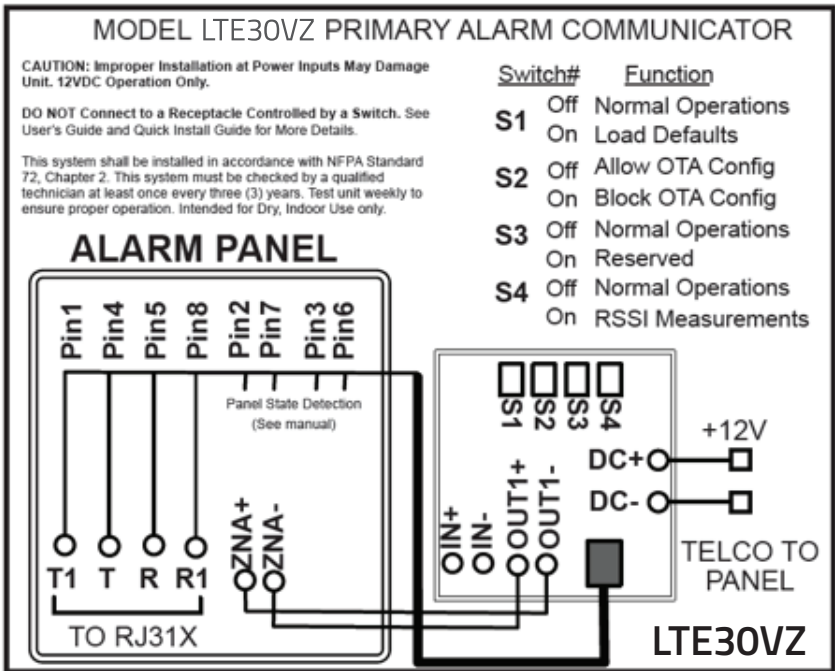 MODEL LTE30VZ PRIMARY ALARM COMMUNICATOR
CAUTION: Improper Installation at Power Inputs May Damage
Unit. 12VDC Operation Only.
DO NOT Connect to a Receptacle Controlled by a Switch. See
User's Guide and Quick Install Guide for More Details.
This system shall be installed in accordance with NFPA Standard
72, Chapter 2. This system must be checked by a qualified
technician at least once every three (3) years. Test unit weekly to
ensure proper operation. Intended for Dry, Indoor Use only.
Switch# Function
S1 Off Normal Operations
On Load Defaults
S2 Off Allow OTA Config
On Block OTA Config
S3 Off Normal Operations
On Reserved
S4 Off Normal Operations
On RSSI Measurements
ALARM PANEL
Pin1 Pin4 Pin5 Pin8 Pin2 Pin7 Pin3 Pin6
Panel State Detection
(See manual)
ZNA+ ZNA-
T1 T R R1
TO RJ31X
S1 S2 S3 S4
+12V
DC+
DC-
IN+ IN- OUT1+ OUT1-
TELCO TO
PANEL
LTE30VZ